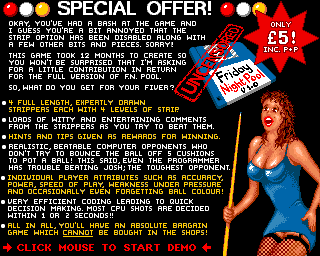 SPECIAL OFFER!
OKAY, YOU'VE HAD A BASH AT THE GAME AND
I GUESS YOU'RE A BIT ANNOYED THAT THE
STRIP OPTION HAS BEEN DISABLED ALONG WITH
A FEW OTHER BITS AND PIECES. SORRY!
THIS GAME TOOK 12 MONTHS TO CREATE SO
YOU WON'T BE SURPRISED THAT I'M ASKING
FOR A LITTLE CONTRIBUTION IN RETURN
FOR THE FULL VERSION OF F.N. POOL.
SO, WHAT DO YOU GET FOR YOUR FIVER?
4 FULL LENGTH, EXPERTLY DRAWN
STRIPPERS EACH WITH 4 LEVELS OF STRIP.
LOADS OF WITTY AND ENTERTAINING COMMENTS
FROM THE STRIPPERS AS YOU TRY TO BEAT THEM.
HINTS AND TIPS GIVEN AS REWARDS FOR WINNING.
REALISTIC, BEATABLE COMPUTER OPPONENTS WHO
DON'T TRY TO BOUNCE THE BALL OFF 5 CUSHIONS
TO POT A BALL! THIS SAID, EVEN THE PROGRAMMER
HAS TROUBLE BEATING JOSH; THE TOUGHEST OPPONENT.
INDIVIDUAL PLAYER ATTRIBUTES SUCH AS ACCURACY,
POWER, SPEED OF PLAY, WEAKNESS UNDER PRESSURE
AND OCCASIONALLY EVEN FORGETTING BALL COLOUR!
VERY EFFICIENT CODING LEADING TO QUICK
DECISION MAKING. MOST CPU SHOTS ARE DECIDED
WITHIN 1 OR 2 SECONDS!!
ALL IN ALL, YOU'LL HAVE AN ABSOLUTE BARGAIN
GAME WHICH CANNOT BE BOUGHT IN THE SHOPS!
CLICK MOUSE TO START DEMO
ONLY
£5!
INC. P+P
Friday
Night Pool
V1.0